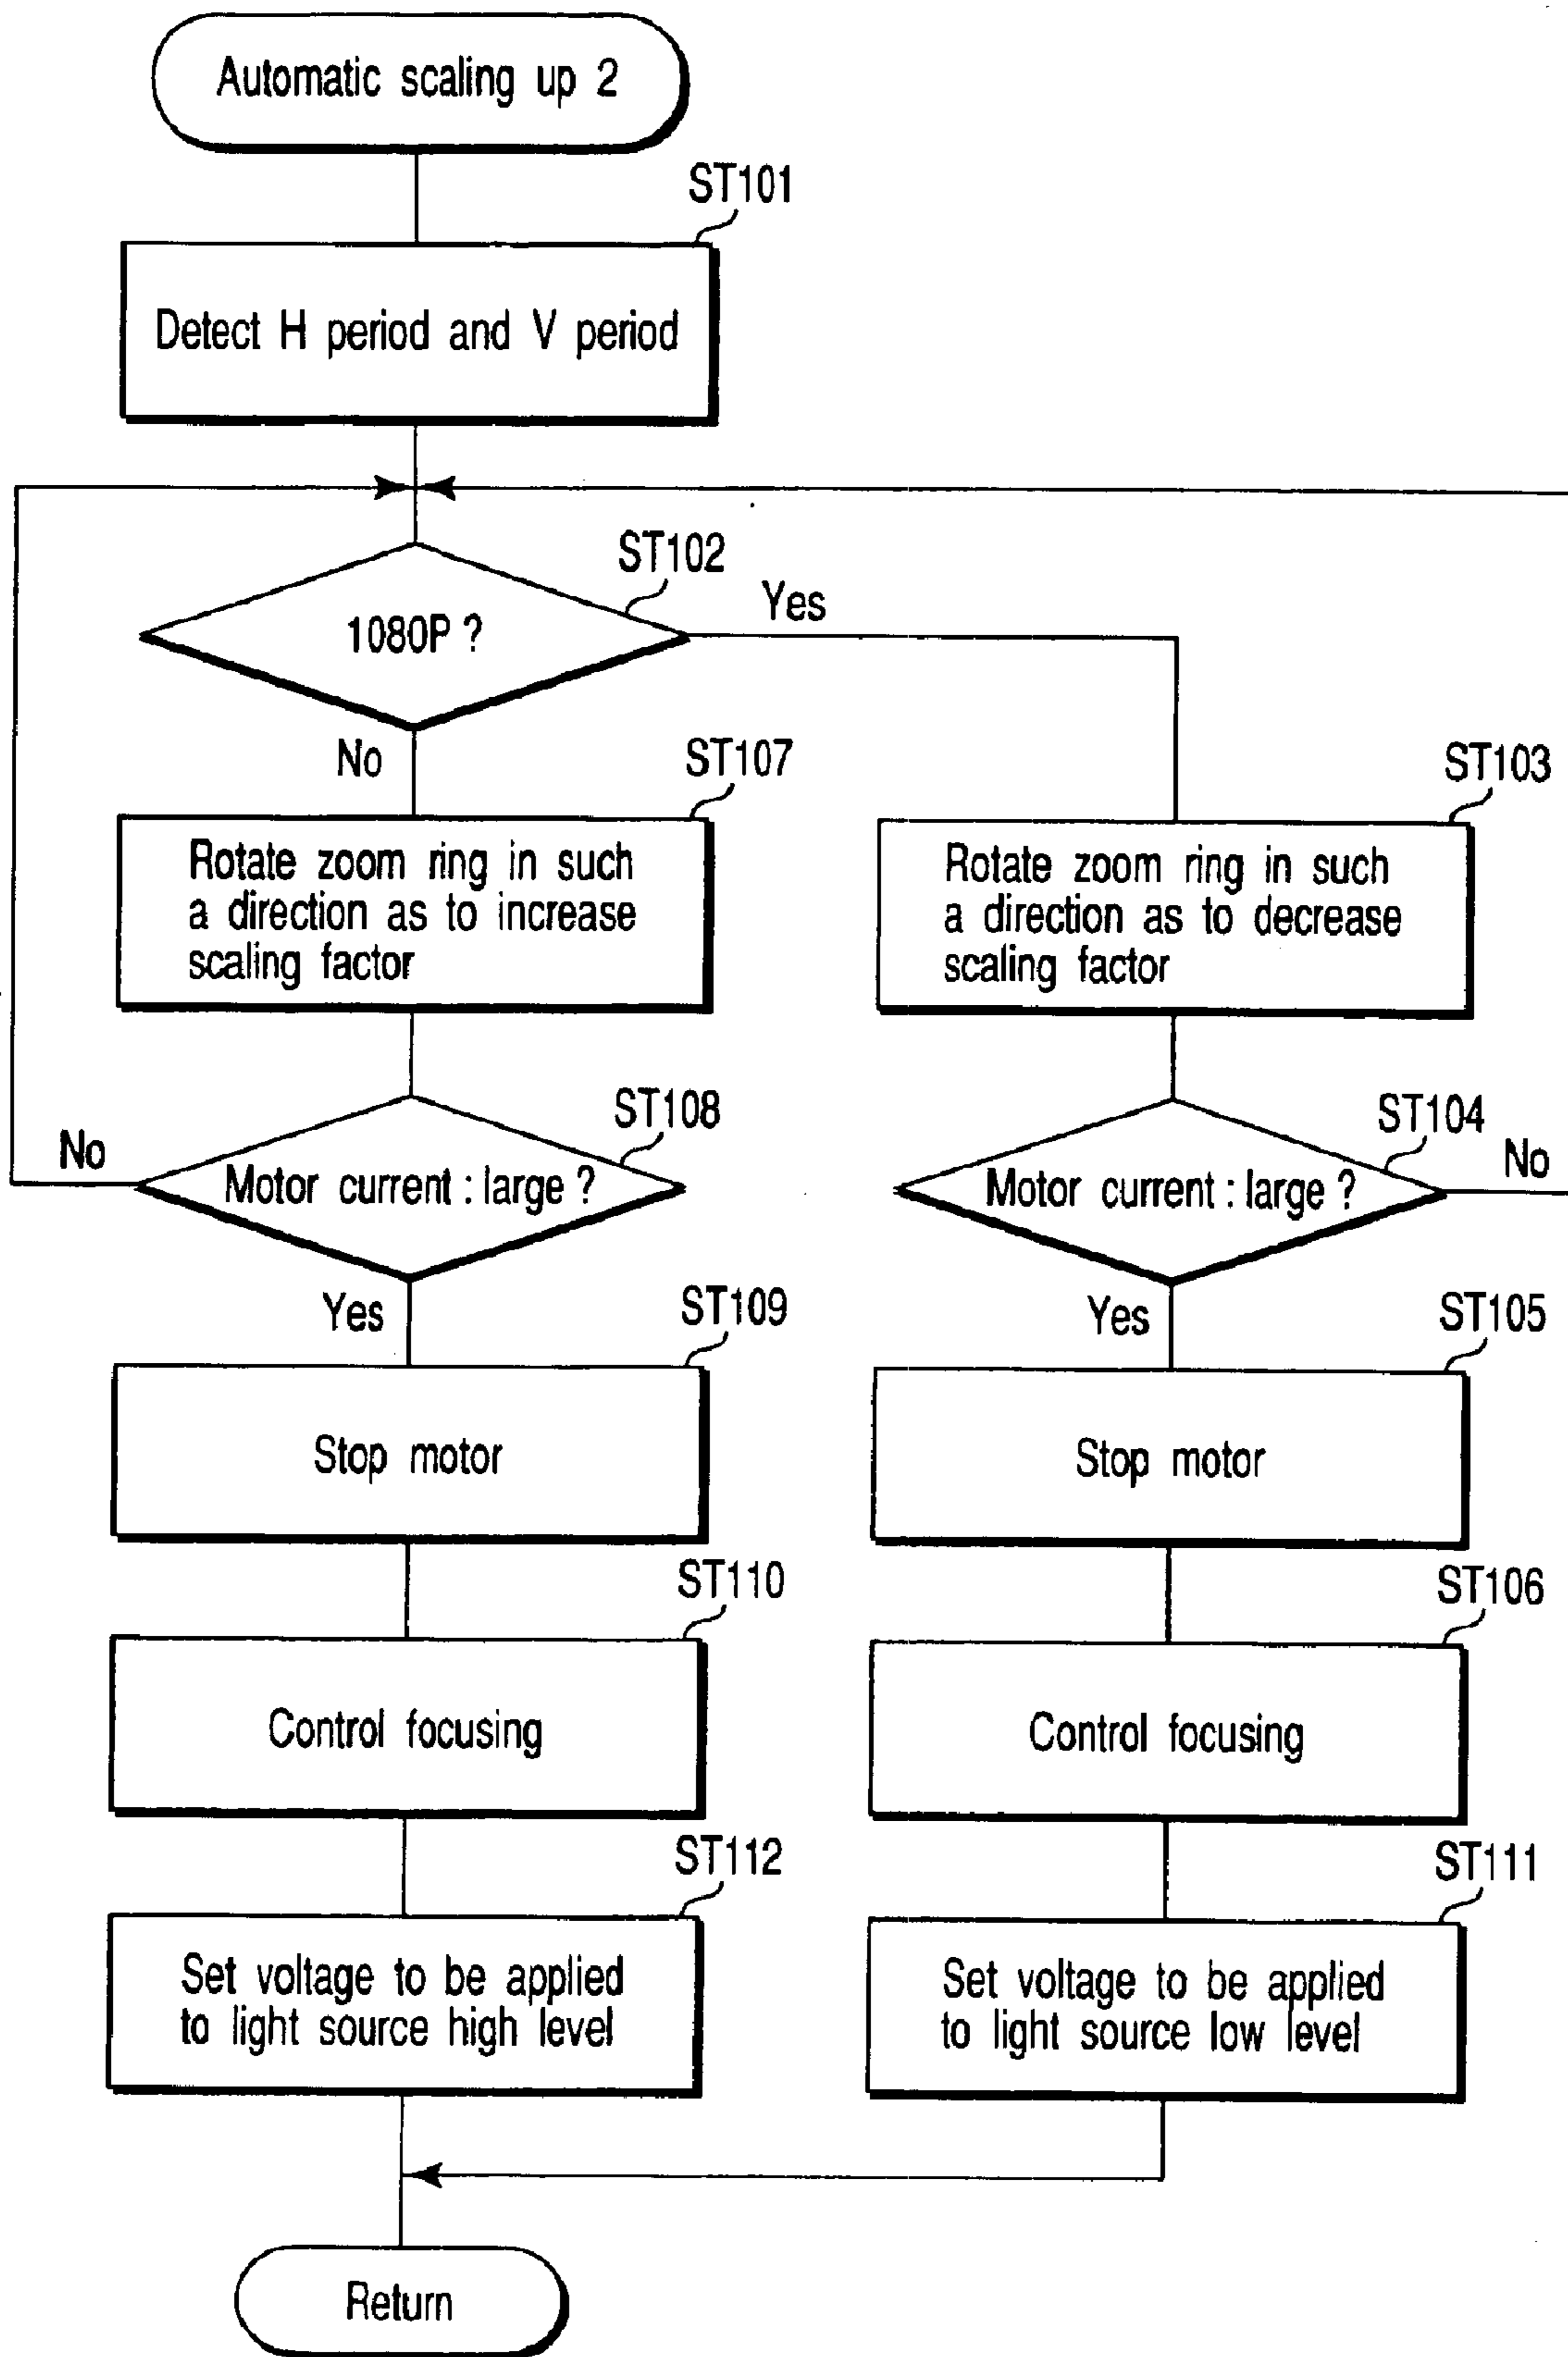 Automatic scaling up 2
ST101
Detect H period and V period
ST102
1080P ?
Yes
No
ST107
Rotate zoom ring in such
a direction as to increase
scaling factor
ST103
Rotate zoom ring in such
a direction as to decrease
scaling factor
ST108
Motor current : large ?
No
Yes
ST104
Motor current : large ?
No
Yes
ST109
Stop motor
ST105
Stop motor
ST110
Control focusing
ST106
Control focusing
ST112
Set voltage to be applied
to light source high level
ST111
Set voltage to be applied
to light source low level
Return